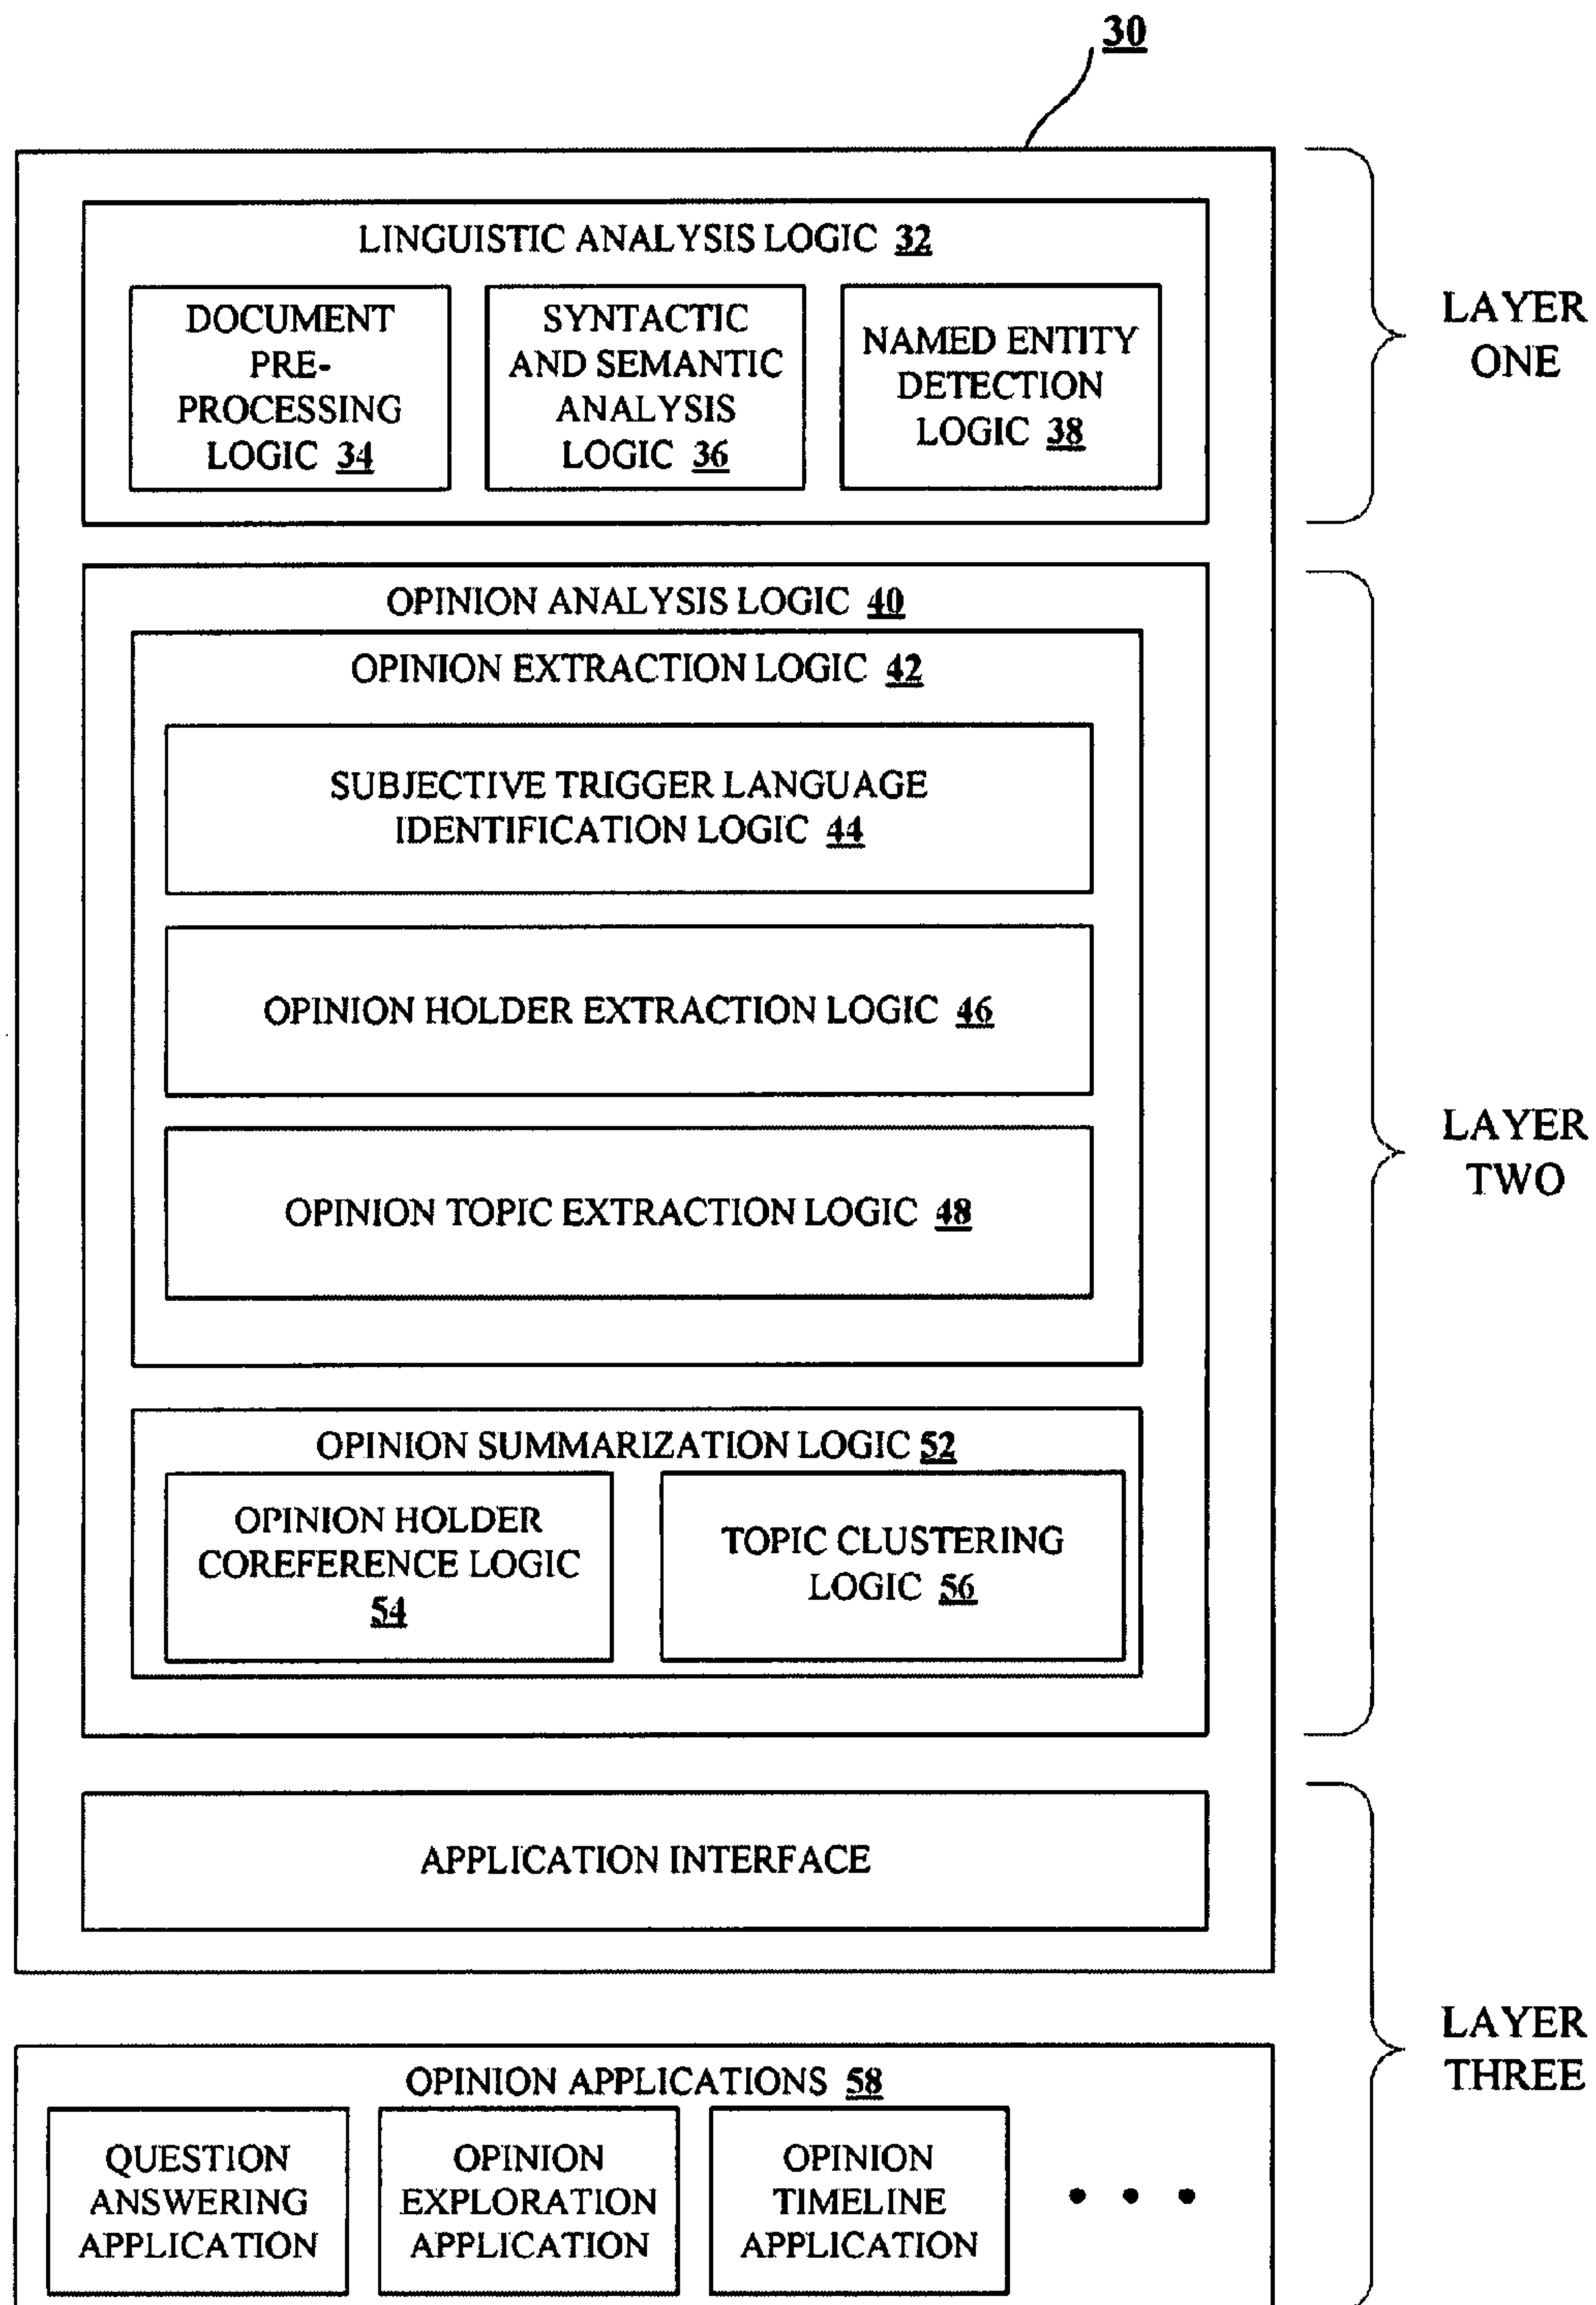 30
LINGUISTIC ANALYSIS LOGIC 32
DOCUMENT
PRE-
PROCESSING
LOGIC 34
SYNTACTIC
AND SEMANTIC
ANALYSIS
LOGIC 36
NAMED ENTITY
DETECTION
LOGIC 38
LAYER
ONE
OPINION ANALYSIS LOGIC 40
OPINION EXTRACTION LOGIC 42
SUBJECTIVE TRIGGER LANGUAGE
IDENTIFICATION LOGIC 44
OPINION HOLDER EXTRACTION LOGIC 46
OPINION TOPIC EXTRACTION LOGIC 48
LAYER
TWO
OPINION SUMMARIZATION LOGIC 52
OPINION HOLDER
COREFERENCE LOGIC
54
TOPIC CLUSTERING
LOGIC 56
APPLICATION INTERFACE
LAYER
THREE
OPINION APPLICATIONS 58
QUESTION
ANSWERING
APPLICATION
OPINION
EXPLORATION
APPLICATION
OPINION
TIMELINE
APPLICATION
• • •